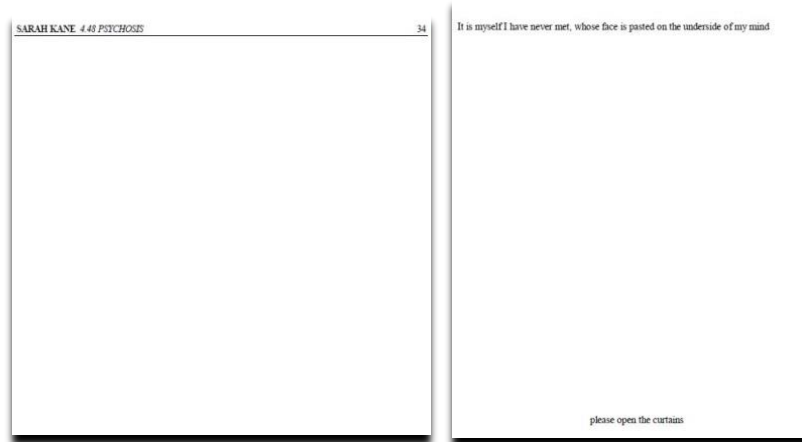 SARAH KANE 4.48 PSYCHOSIS 34
It is myself I have never met, whose face is pasted on the underside of my mind
please open the curtains